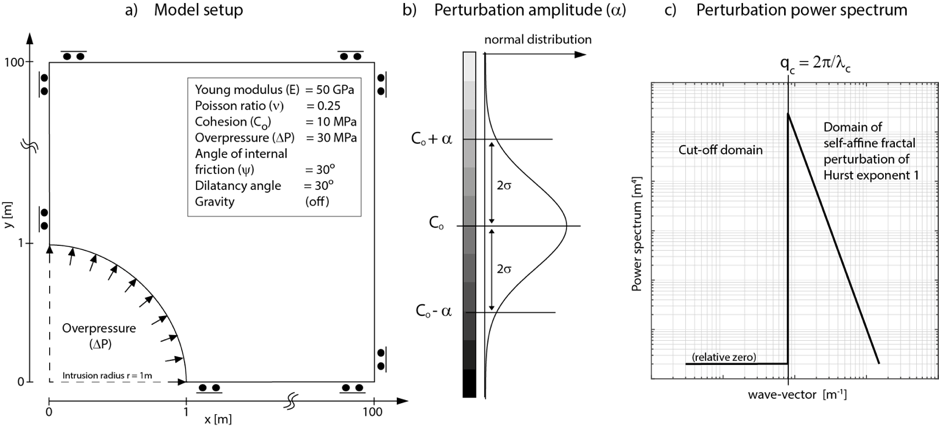 a) Model setup
100
y [m]
1
0
Young modulus (E) = 50 GPa
Poisson ratio (ν) = 0.25
Cohesion (Co) = 10 MPa
Overpressure (ΔP) = 30 MPa
Angle of internal
friction (ψ) = 30°
Dilatancy angle = 30°
Gravity (off)
Overpressure
(ΔP)
Intrusion radius r = 1m
0
1
100
x [m]
b) Perturbation amplitude (α)
normal distribution
Co + α
2σ
Co
2σ
Co - α
c) Perturbation power spectrum
qc = 2π/λc
Cut-off domain
Domain of
self-affine fractal
perturbation of
Hurst exponent 1
Power spectrum [m⁴]
(relative zero)
wave-vector [m⁻¹]